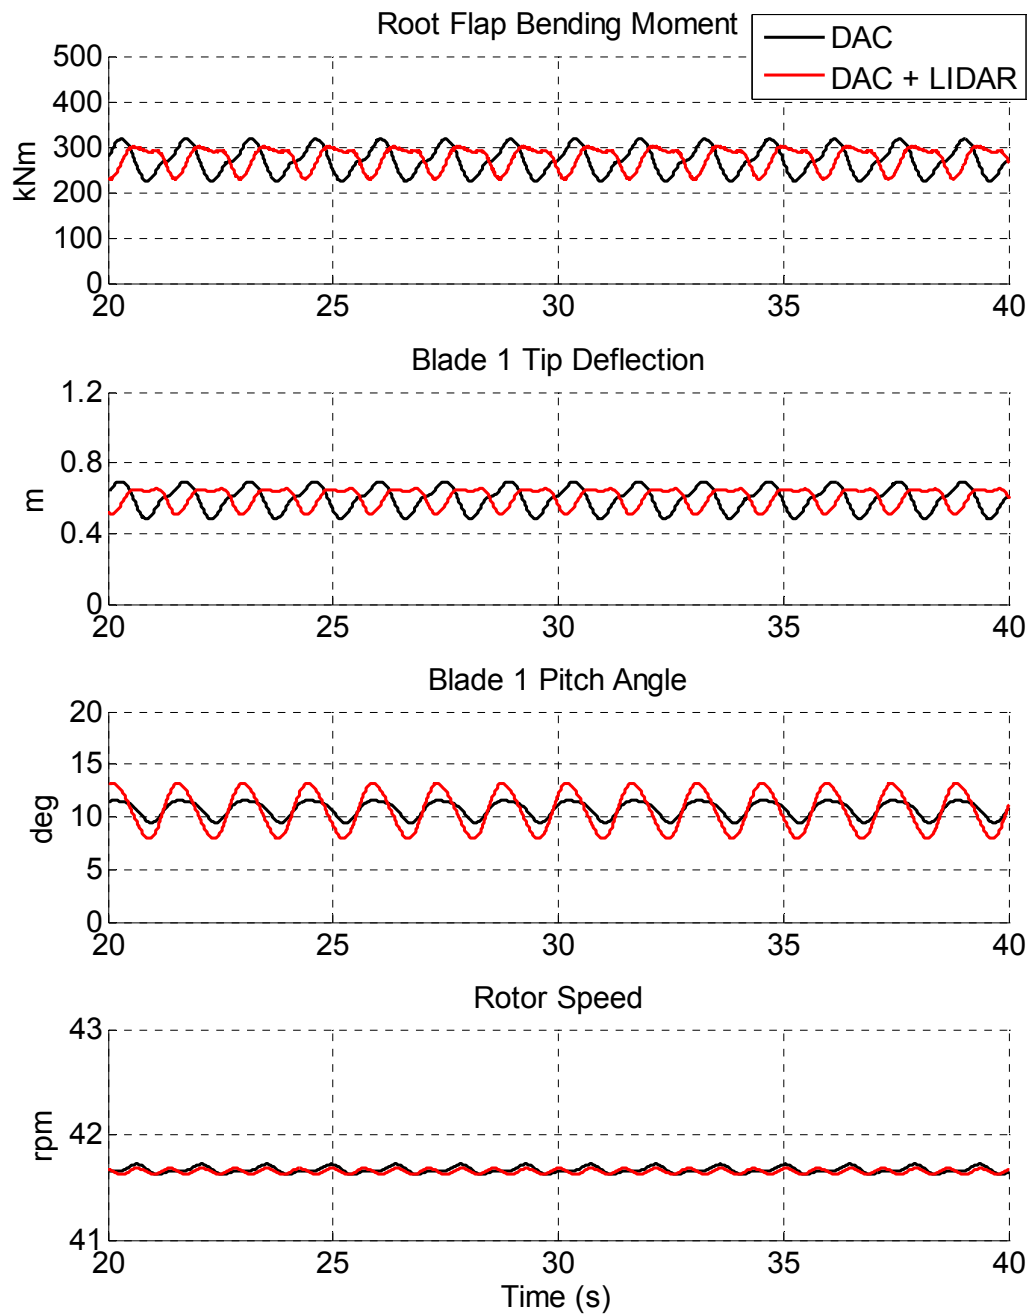 Root Flap Bending Moment
DAC
DAC + LIDAR
500
400
300
200
100
0
kNm
20 25 30 35 40
Blade 1 Tip Deflection
1.2
0.8
0.4
0
m
20 25 30 35 40
Blade 1 Pitch Angle
20
15
10
5
0
deg
20 25 30 35 40
Rotor Speed
43
42
41
rpm
20 25 30 35 40
Time (s)